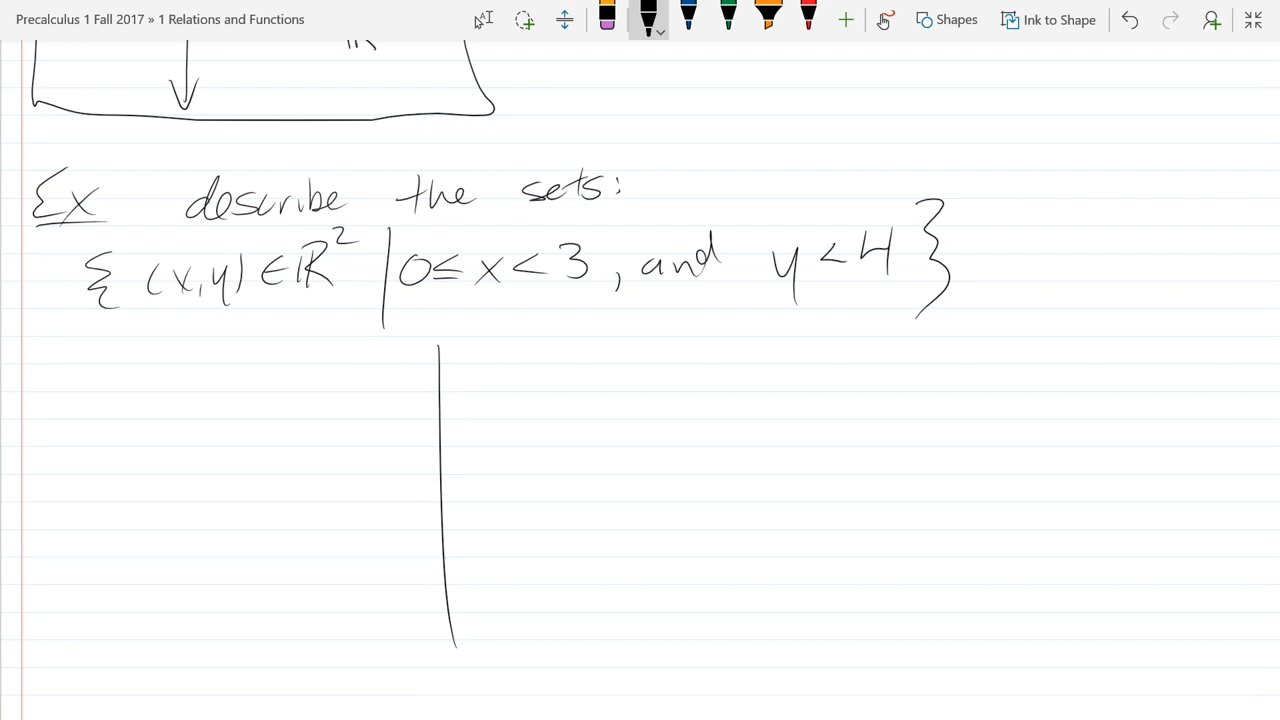 Precalculus 1 Fall 2017 » 1 Relations and Functions
Shapes
Ink to Shape
ℝ
Ex describe the sets:
{ (x,y) ∈ ℝ² | 0 ≤ x < 3, and y < 4 }